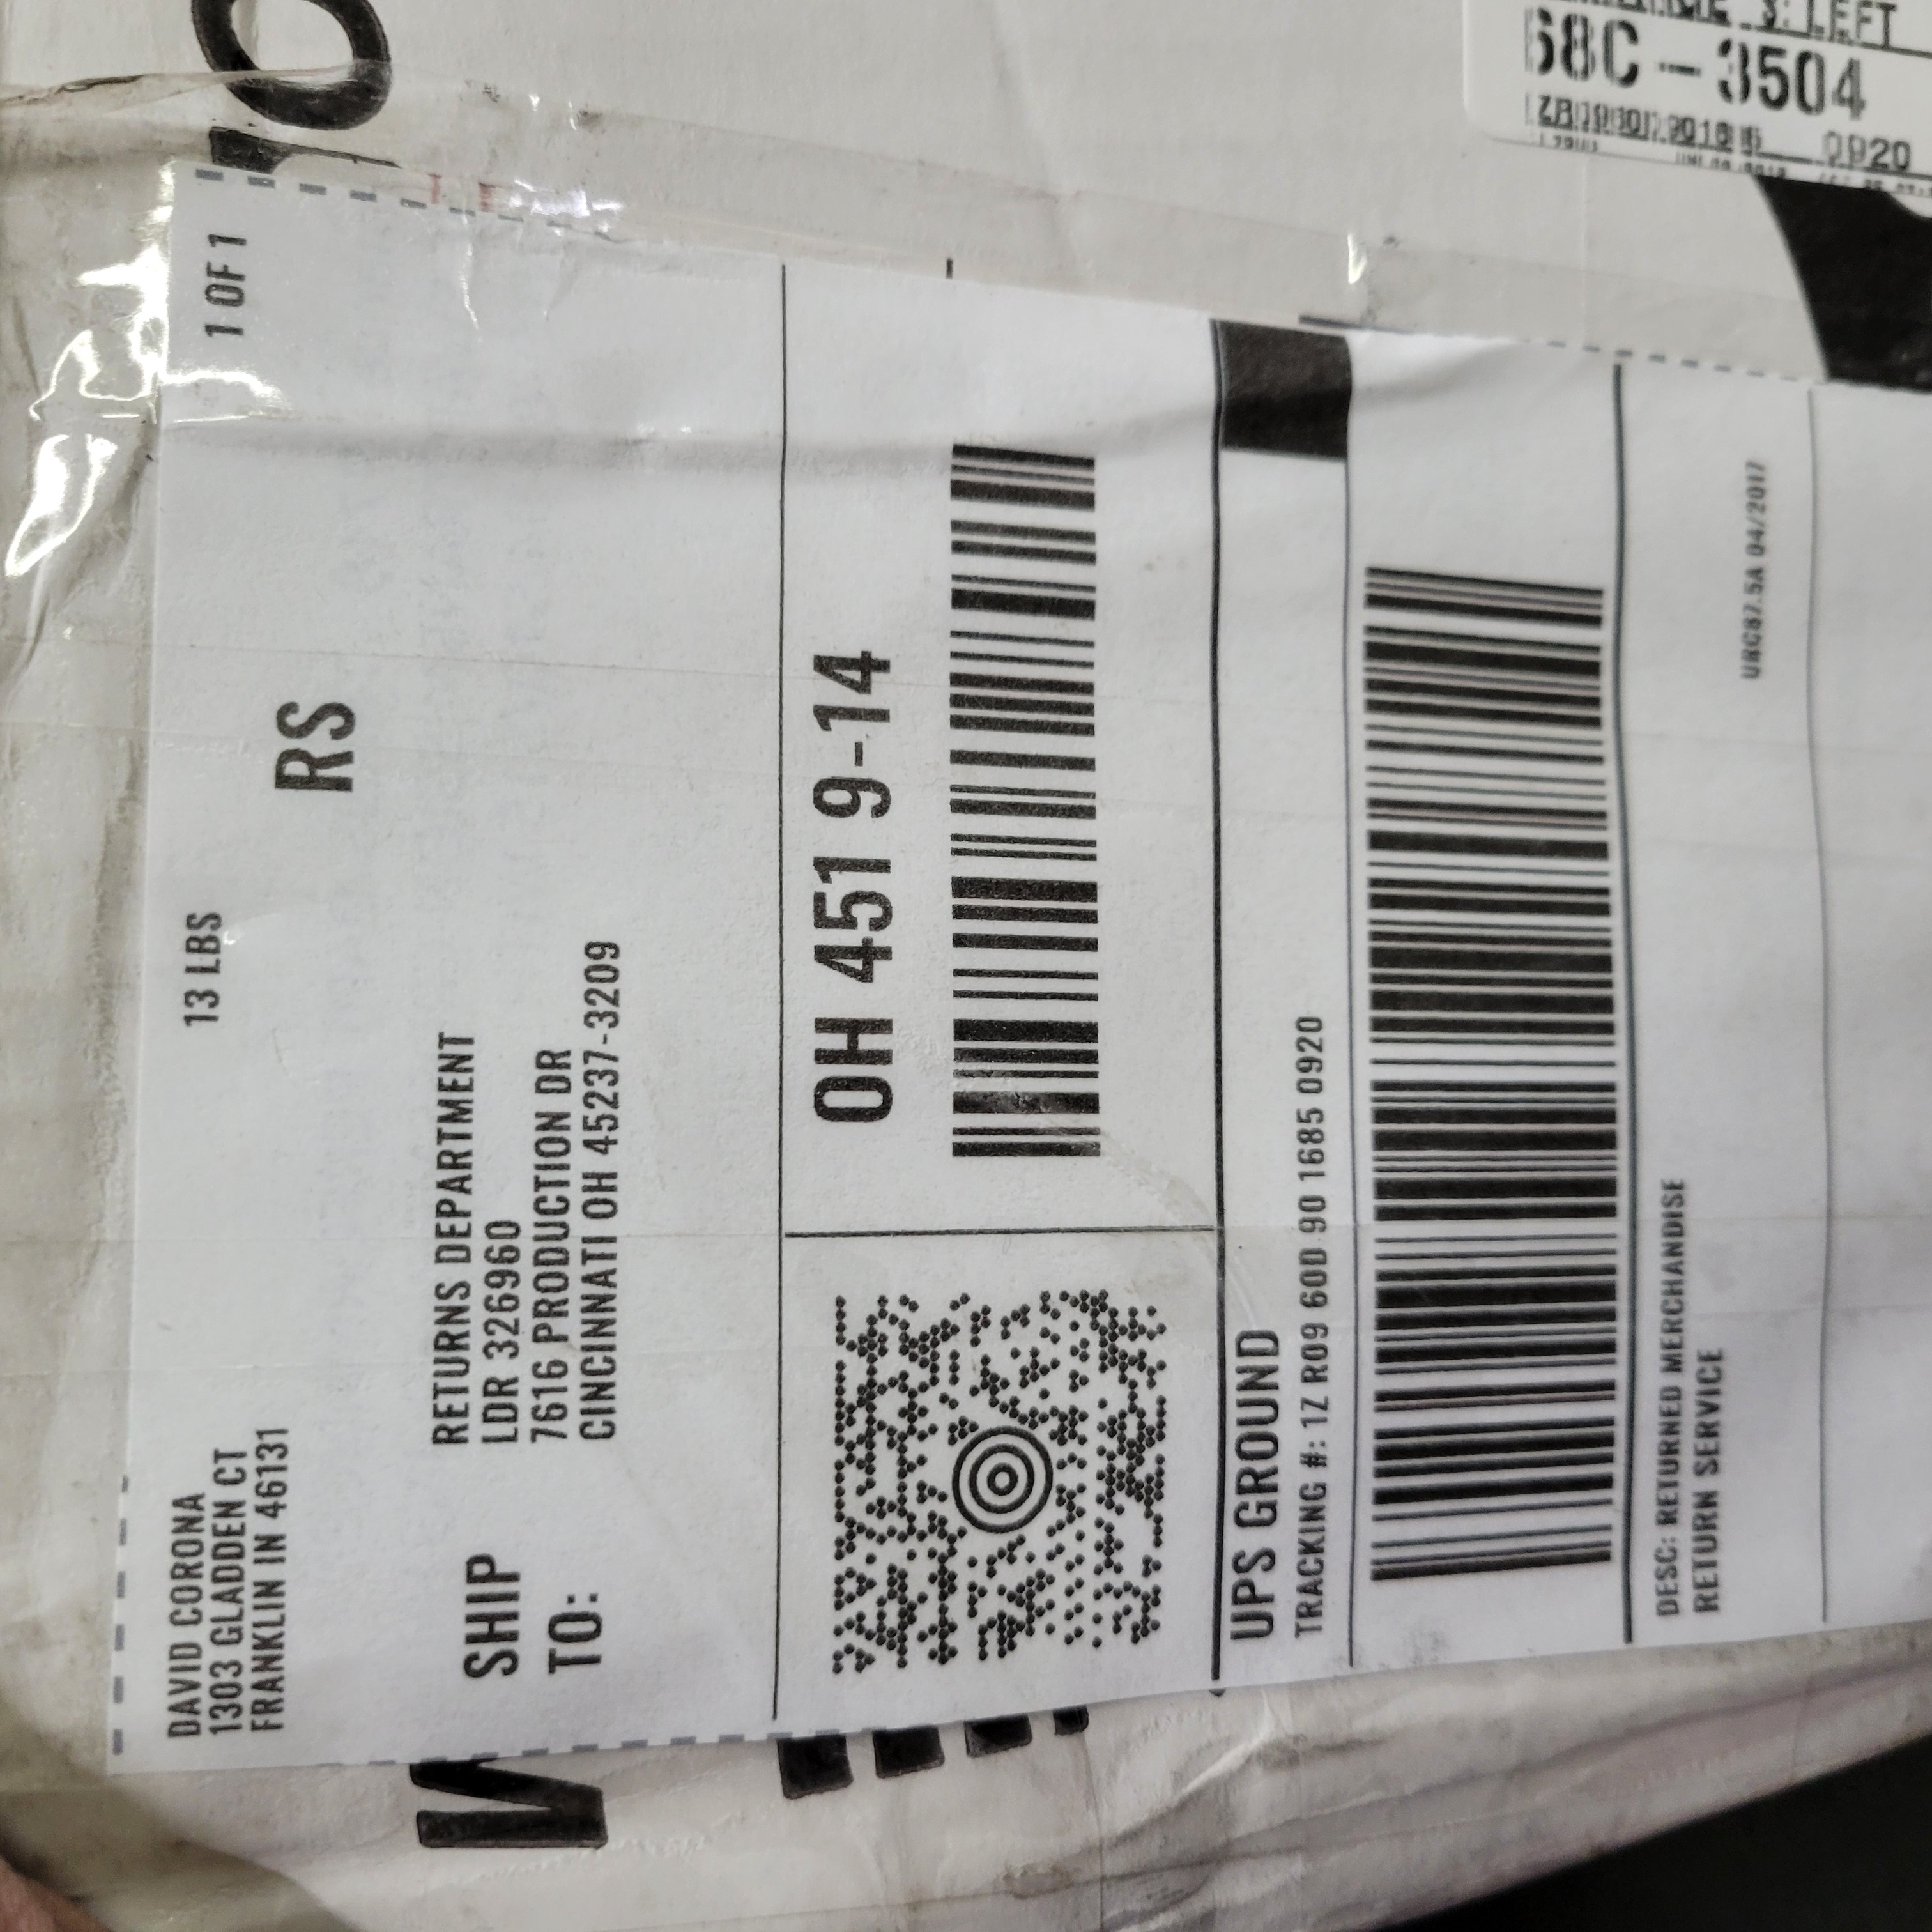 DAVID CORONA
1303 GLADDEN CT
FRANKLIN IN 46131
13 LBS
1 OF 1
RS
SHIP
TO:
RETURNS DEPARTMENT
LDR 326960
7616 PRODUCTION DR
CINCINNATI OH 45237-3209
OH 451 9-14
UPS GROUND
TRACKING #: 1Z R09 60D 90 1685 0920
DESC: RETURNED MERCHANDISE
RETURN SERVICE
URC87.5A 04/2017
LEFT
68C-3504
0920